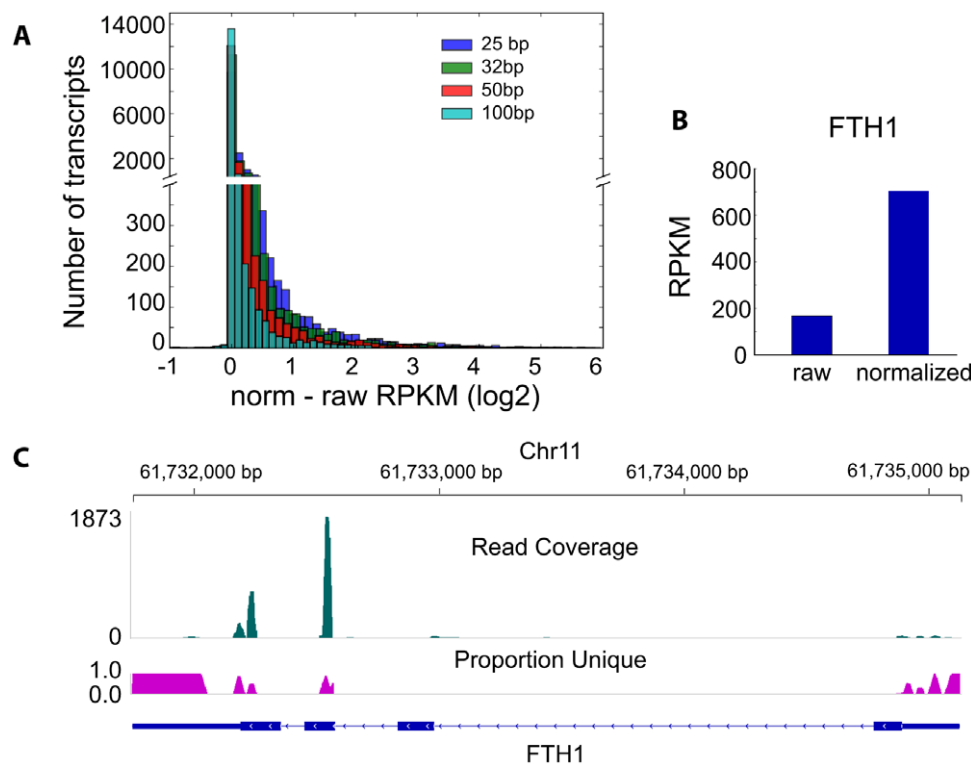 A
Number of transcripts
14000
10000
6000
2000
300
200
100
0
-1 0 1 2 3 4 5 6
norm - raw RPKM (log2)
25 bp
32bp
50bp
100bp
B
FTH1
RPKM
800
600
400
200
0
raw normalized
C
Chr11
61,732,000 bp 61,733,000 bp 61,734,000 bp 61,735,000 bp
1873
Read Coverage
0
Proportion Unique
1.0
0.0
FTH1